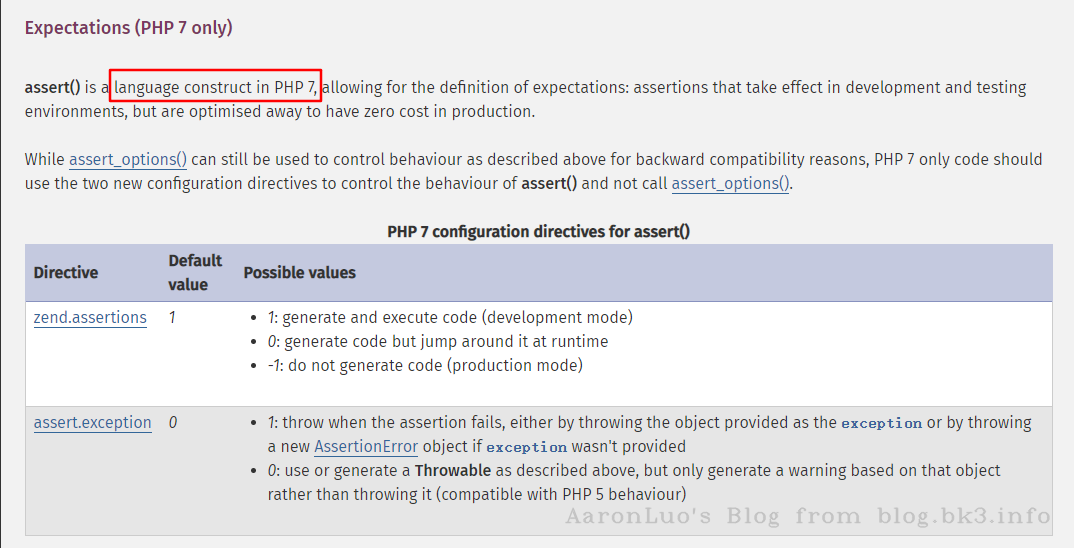 Expectations (PHP 7 only)
assert() is a language construct in PHP 7, allowing for the definition of expectations: assertions that take effect in development and testing
environments, but are optimised away to have zero cost in production.
While assert_options() can still be used to control behaviour as described above for backward compatibility reasons, PHP 7 only code should
use the two new configuration directives to control the behaviour of assert() and not call assert_options().
PHP 7 configuration directives for assert()
Directive Default value Possible values
zend.assertions 1
• 1: generate and execute code (development mode)
• 0: generate code but jump around it at runtime
• -1: do not generate code (production mode)
assert.exception 0
• 1: throw when the assertion fails, either by throwing the object provided as the exception or by throwing
a new AssertionError object if exception wasn't provided
• 0: use or generate a Throwable as described above, but only generate a warning based on that object
rather than throwing it (compatible with PHP 5 behaviour)
AaronLuo's Blog from blog.bk3.info